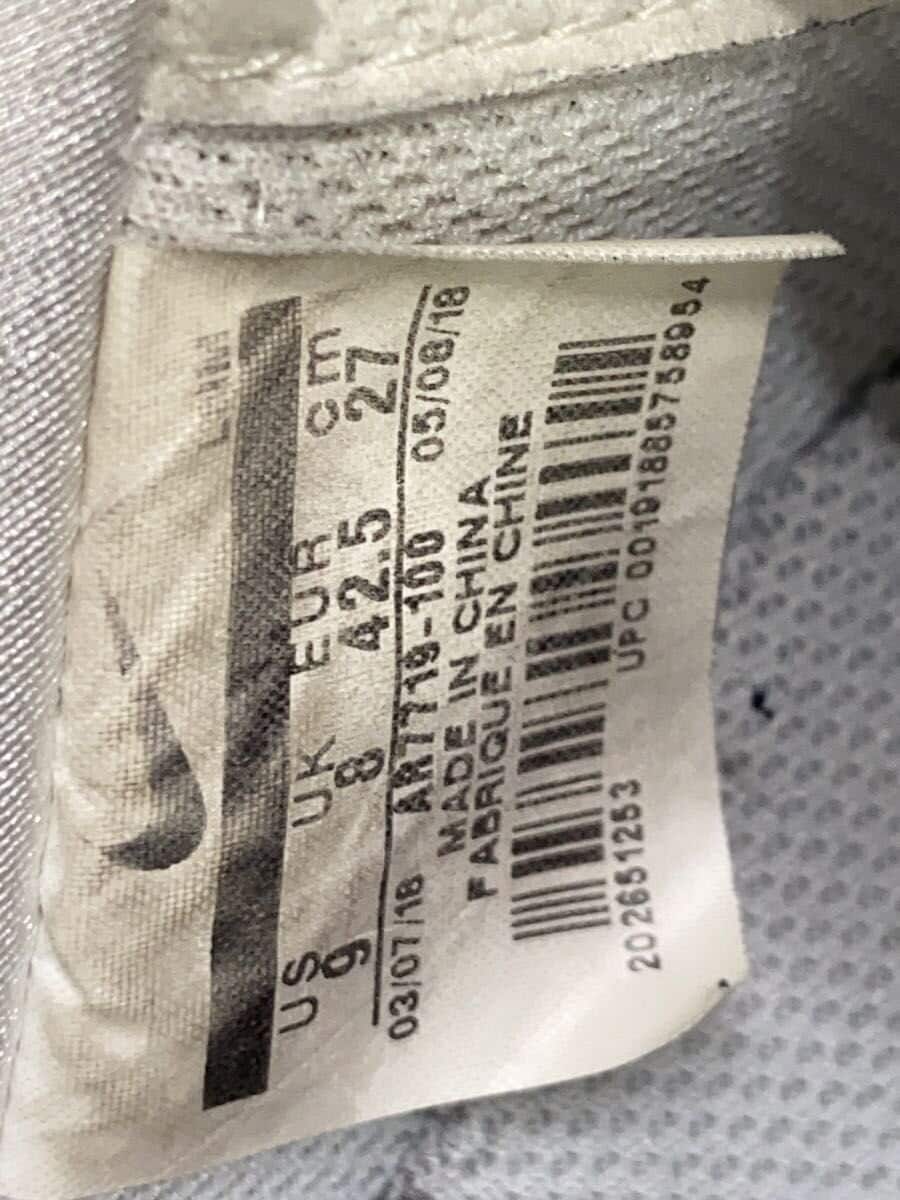 US UK EUR cm
9 8 42.5 27
03/07/18 AR7719-100 05/08/18
MADE IN CHINA
FABRIQUE EN CHINE
202651253 UPC 00191885758954